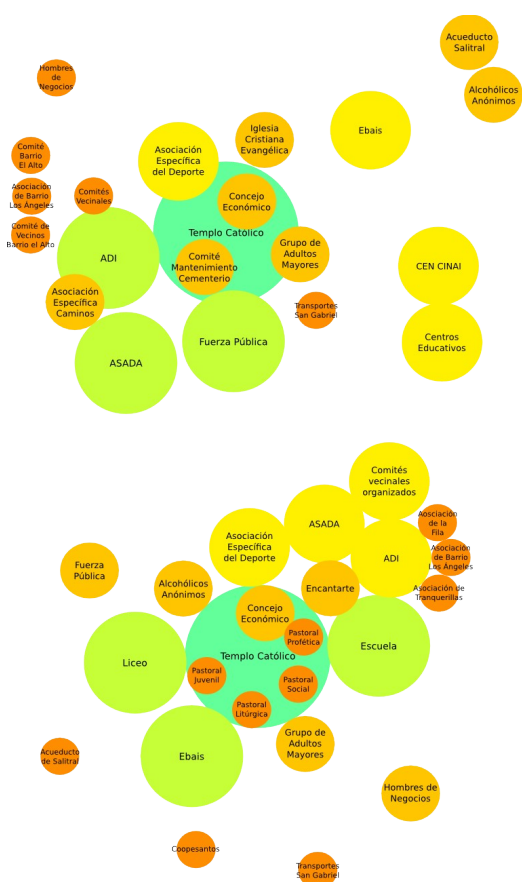 Acueducto
Salitral
Hombres
de
Negocios
Alcohólicos
Anónimos
Ebais
Iglesia
Cristiana
Evangélica
Asociación
Específica
del Deporte
Comité
Barrio
El Alto
Asociación
de Barrio
Los Ángeles
Comités
Vecinales
Concejo
Económico
Comité de
Vecinos
Barrio el Alto
Templo Católico
Grupo de
Adultos
Mayores
ADI
Comité
Mantenimiento
Cementerio
CEN CINAI
Asociación
Específica
Caminos
Transportes
San Gabriel
Fuerza Pública
Centros
Educativos
ASADA
Comités
vecinales
organizados
Aosciación
de la
Fila
ASADA
Asociación
Específica
del Deporte
ADI
Asociación
de Barrio
Los Ángeles
Fuerza
Pública
Alcohólicos
Anónimos
Encantarte
Asociación de
Tranquerillas
Concejo
Económico
Pastoral
Profética
Escuela
Templo Católico
Liceo
Pastoral
Juvenil
Pastoral
Social
Pastoral
Litúrgica
Grupo de
Adultos
Mayores
Ebais
Acueducto
de Salitral
Hombres de
Negocios
Coopesantos
Transportes
San Gabriel